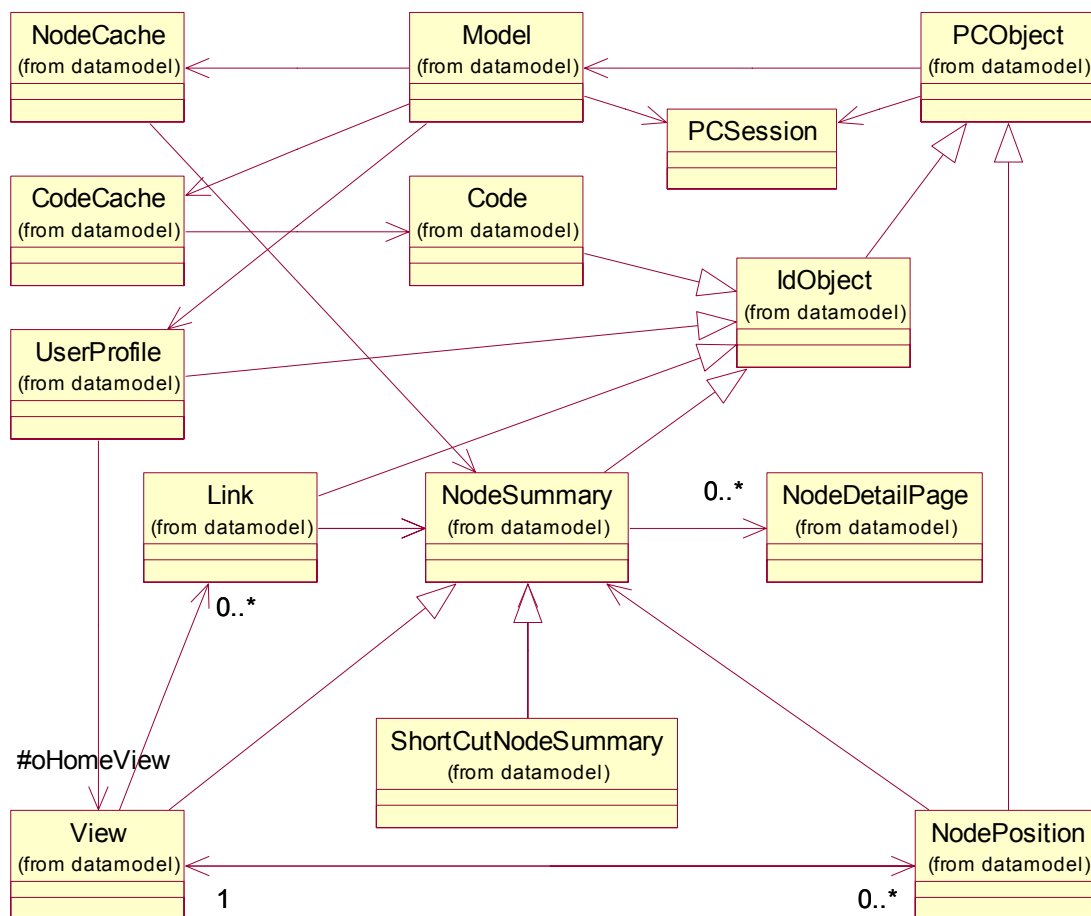 NodeCache
(from datamodel)
Model
(from datamodel)
PCObject
(from datamodel)
PCSession
CodeCache
(from datamodel)
Code
(from datamodel)
IdObject
(from datamodel)
UserProfile
(from datamodel)
Link
(from datamodel)
NodeSummary
(from datamodel)
0..*
NodeDetailPage
(from datamodel)
0..*
ShortCutNodeSummary
(from datamodel)
#oHomeView
View
(from datamodel)
NodePosition
(from datamodel)
1
0..*